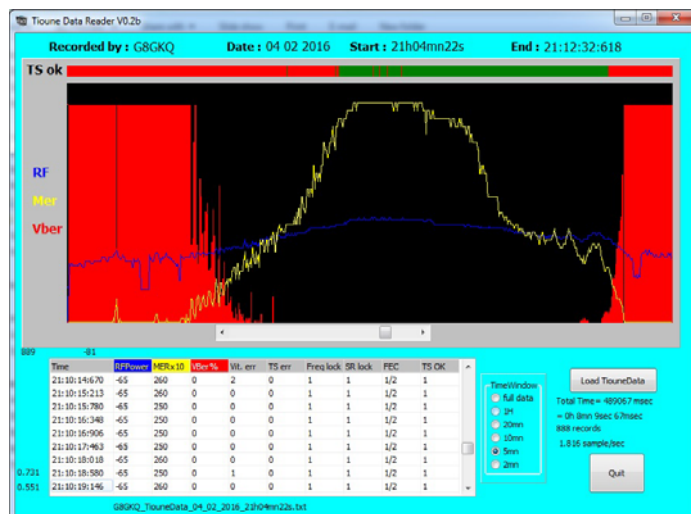 Tioune Data Reader V0.2b
Recorded by : G8GKQ Date : 04 02 2016 Start : 21h04mn22s End : 21:12:32:618
TS ok
RF
Mer
Vber
889 -81
Time RFPower MERx10 VBer% Vit. err TS err Freq lock SR lock FEC TS OK
21:10:14:670 -65 260 0 2 0 1 1 1/2 1
21:10:15:213 -65 260 0 0 0 1 1 1/2 1
21:10:15:780 -65 250 0 0 0 1 1 1/2 1
21:10:16:348 -65 250 0 0 0 1 1 1/2 1
21:10:16:906 -65 250 0 0 0 1 1 1/2 1
21:10:17:463 -65 250 0 0 0 1 1 1/2 1
21:10:18:018 -65 260 0 0 0 1 1 1/2 1
0.731 21:10:18:580 -65 250 0 1 0 1 1 1/2 1
0.551 21:10:19:146 -65 260 0 0 0 1 1 1/2 1
TimeWindow
full data
1H
20mn
10mn
5mn
2mn
Load TiouneData
Total Time = 489067 msec
= 0h 8mn 9sec 67msec
888 records
1.816 sample/sec
Quit
G8GKQ_TiouneData_04_02_2016_21h04mn22s.txt